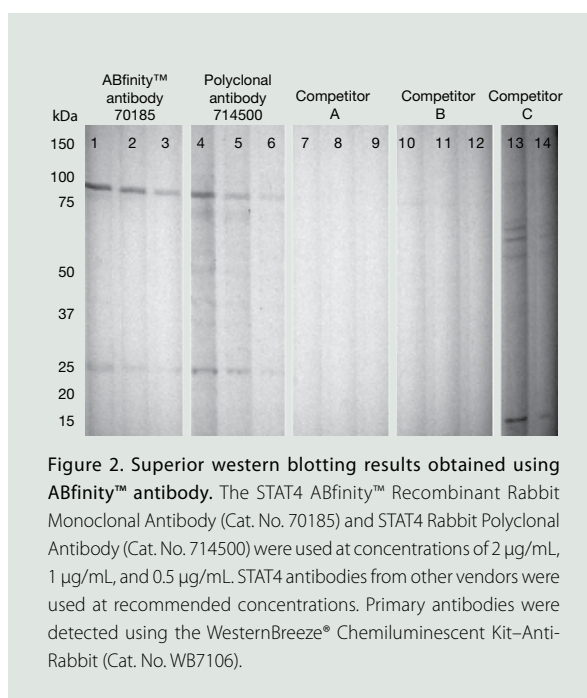 ABfinity™ antibody 70185
Polyclonal antibody 714500
Competitor A
Competitor B
Competitor C
kDa
150 1 2 3 4 5 6 7 8 9 10 11 12 13 14
100
75
50
37
25
20
15
Figure 2. Superior western blotting results obtained using
ABfinity™ antibody. The STAT4 ABfinity™ Recombinant Rabbit
Monoclonal Antibody (Cat. No. 70185) and STAT4 Rabbit Polyclonal
Antibody (Cat. No. 714500) were used at concentrations of 2 µg/mL,
1 µg/mL, and 0.5 µg/mL. STAT4 antibodies from other vendors were
used at recommended concentrations. Primary antibodies were
detected using the WesternBreeze® Chemiluminescent Kit–Anti-
Rabbit (Cat. No. WB7106).